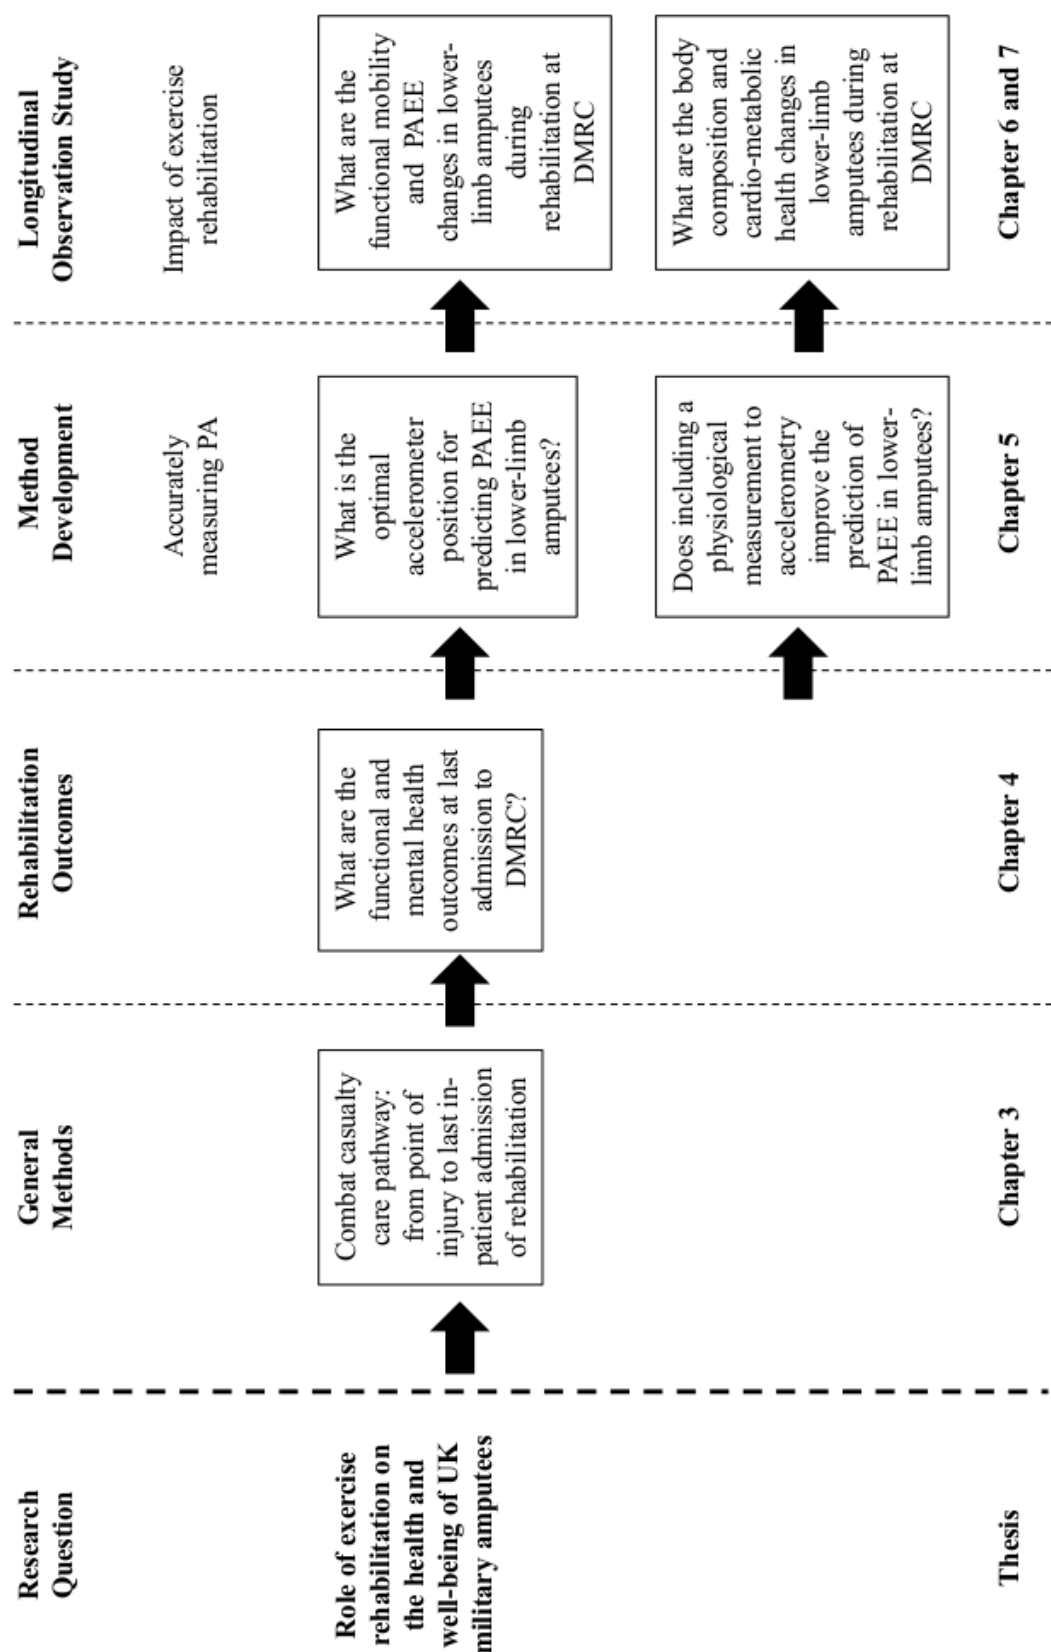 Research
Question
General
Methods
Rehabilitation
Outcomes
Method
Development
Longitudinal
Observation Study
Accurately
measuring PA
Impact of exercise
rehabilitation
Role of exercise
rehabilitation on
the health and
well-being of UK
military amputees
Combat casualty
care pathway:
from point of
injury to last in-
patient admission
of rehabilitation
What are the
functional and
mental health
outcomes at last
admission to
DMRC?
What is the
optimal
accelerometer
position for
predicting PAEE
in lower-limb
amputees?
What are the
functional mobility
and PAEE
changes in lower-
limb amputees
during
rehabilitation at
DMRC
Does including a
physiological
measurement to
accelerometry
improve the
prediction of
PAEE in lower-
limb amputees?
What are the body
composition and
cardio-metabolic
health changes in
lower-limb
amputees during
rehabilitation at
DMRC
Thesis
Chapter 3
Chapter 4
Chapter 5
Chapter 6 and 7